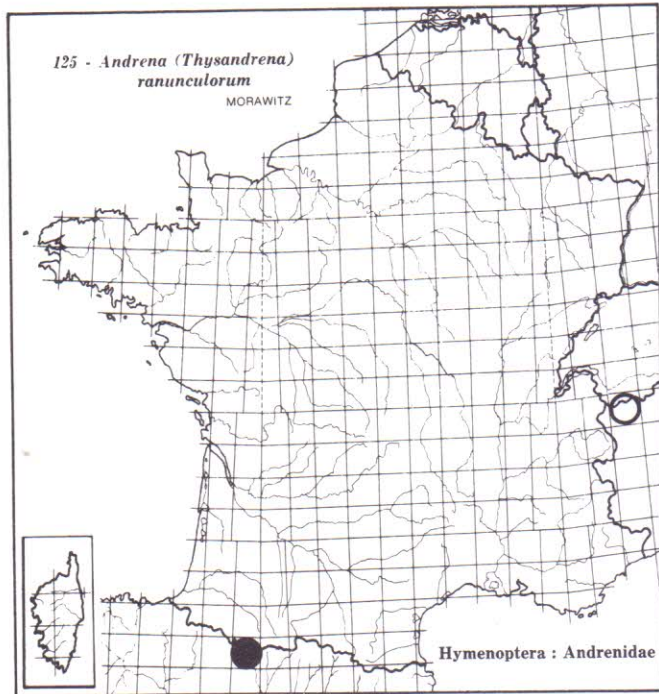 125 - Andrena (Thysandrena)
ranunculorum
MORAWITZ
Hymenoptera : Andrenidae